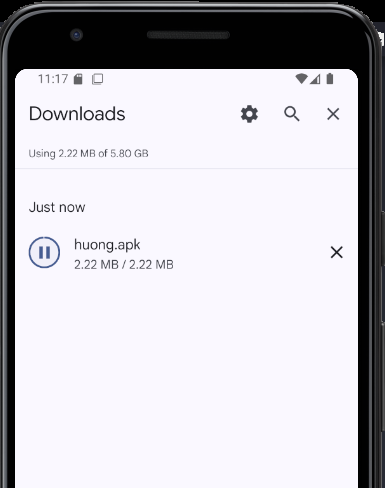 11:17
Downloads
Using 2.22 MB of 5.80 GB
Just now
huong.apk
2.22 MB / 2.22 MB